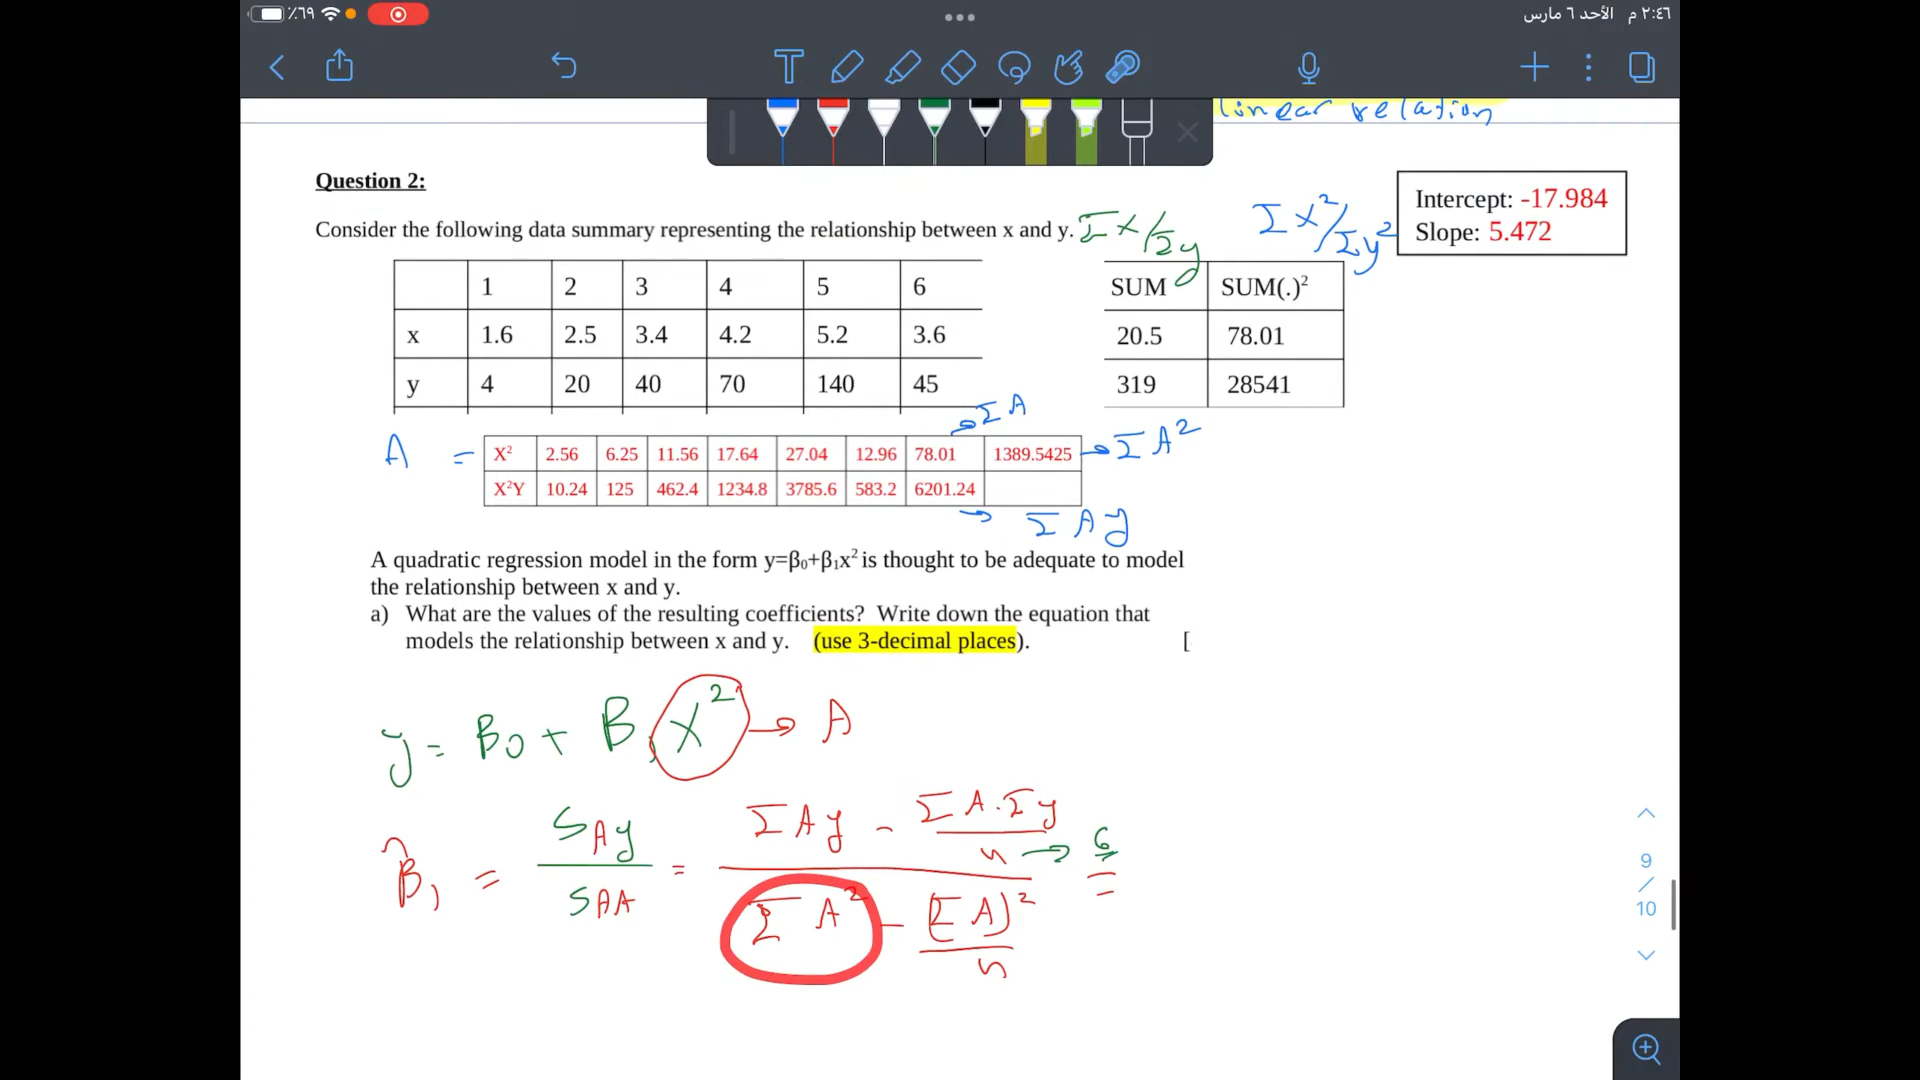 ٪٦٩
٢:٤٦ م الأحد ٦ مارس
linear relation
Question 2:
Intercept: -17.984
Slope: 5.472
Consider the following data summary representing the relationship between x and y.
Σx/Σy
Σx²/Σy²
1 2 3 4 5 6 SUM SUM(.)²
x 1.6 2.5 3.4 4.2 5.2 3.6 20.5 78.01
y 4 20 40 70 140 45 319 28541
ΣA
A = X² 2.56 6.25 11.56 17.64 27.04 12.96 78.01 1389.5425 → ΣA²
X²Y 10.24 125 462.4 1234.8 3785.6 583.2 6201.24
→ ΣAy
A quadratic regression model in the form y=β₀+β₁x² is thought to be adequate to model
the relationship between x and y.
a) What are the values of the resulting coefficients? Write down the equation that
models the relationship between x and y. (use 3-decimal places). [
y = B0 + B1 x² → A
B̂1 = SAy / SAA = ΣAy - ΣA.Σy / n → 6
ΣA² - (ΣA)² / n
9
/
10